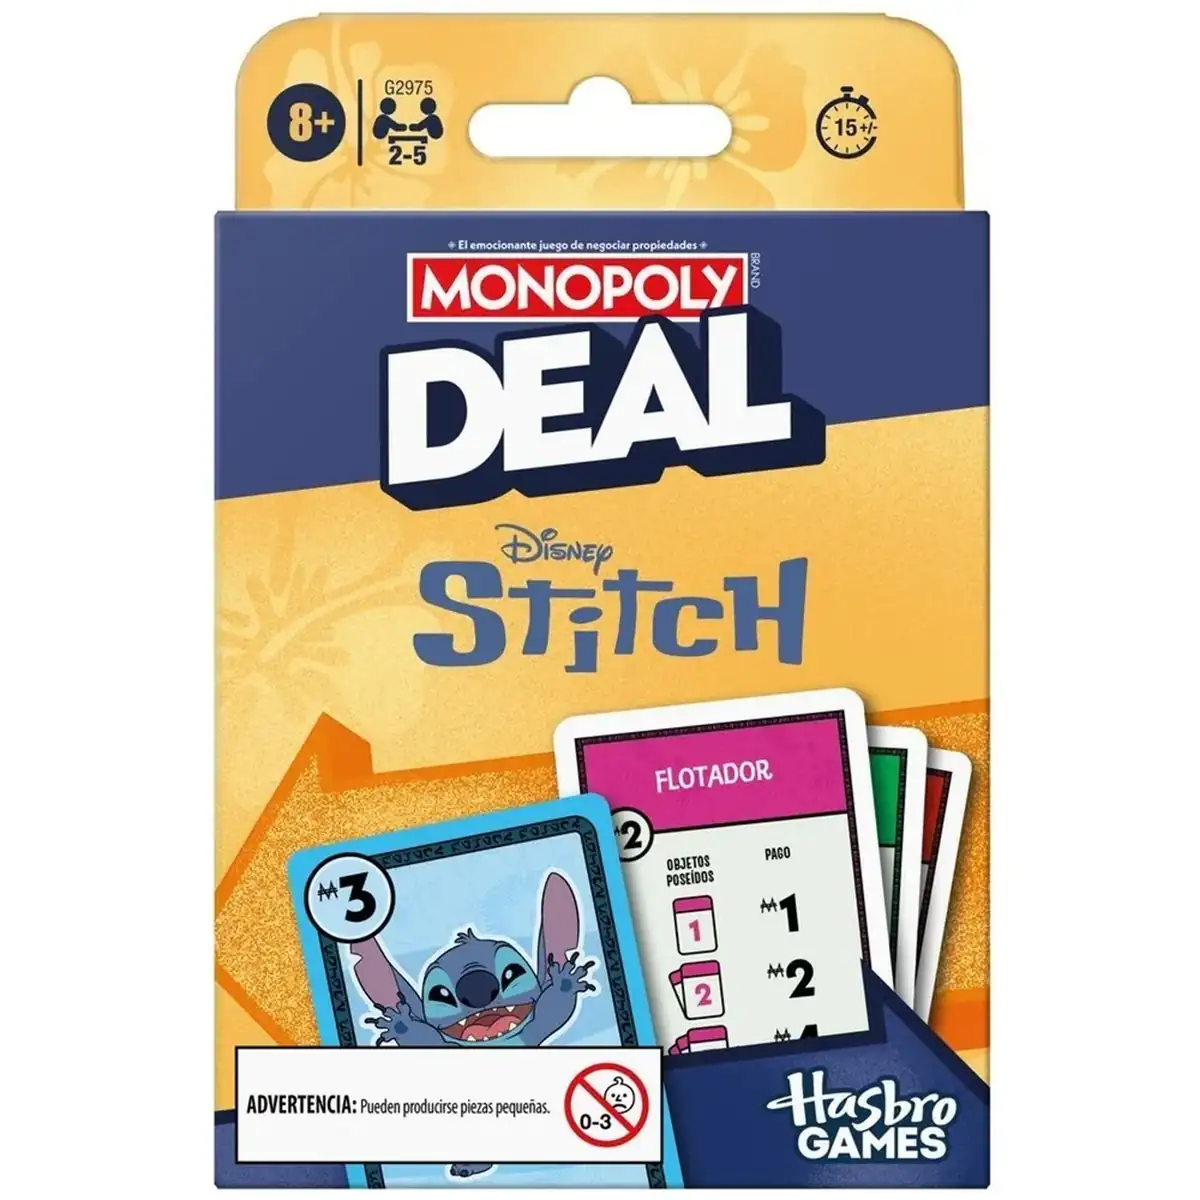 8+
G2975
2-5
15+/-
El emocionante juego de negociar propiedades
MONOPOLY
BRAND
DEAL
DISNEY
STITCH
FLOTADOR
2
OBJETOS
POSEÍDOS
PAGO
1
₩1
2
₩2
₩4
₩3
ADVERTENCIA: Pueden producirse piezas pequeñas.
0-3
Hasbro
GAMES